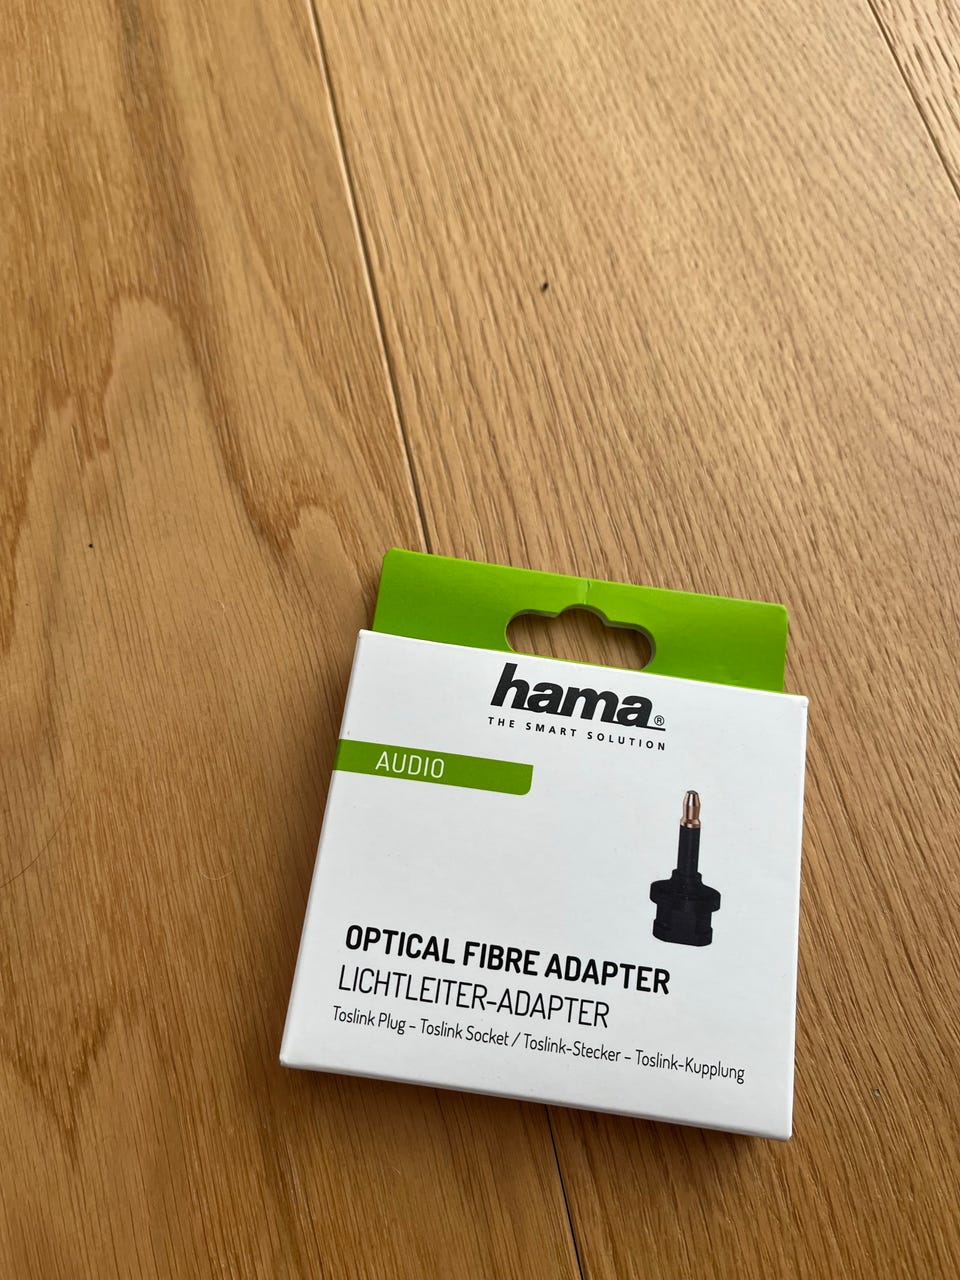 hama®
THE SMART SOLUTION
AUDIO
OPTICAL FIBRE ADAPTER
LICHTLEITER-ADAPTER
Toslink Plug – Toslink Socket / Toslink-Stecker – Toslink-Kupplung